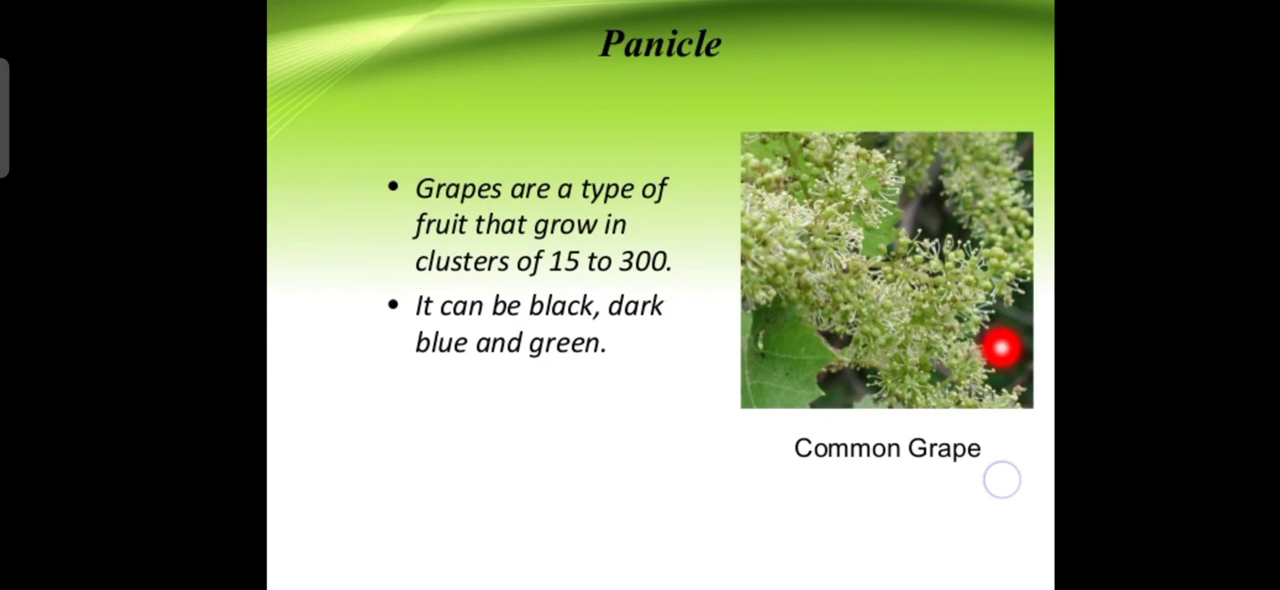 Panicle
• Grapes are a type of
fruit that grow in
clusters of 15 to 300.
• It can be black, dark
blue and green.
Common Grape